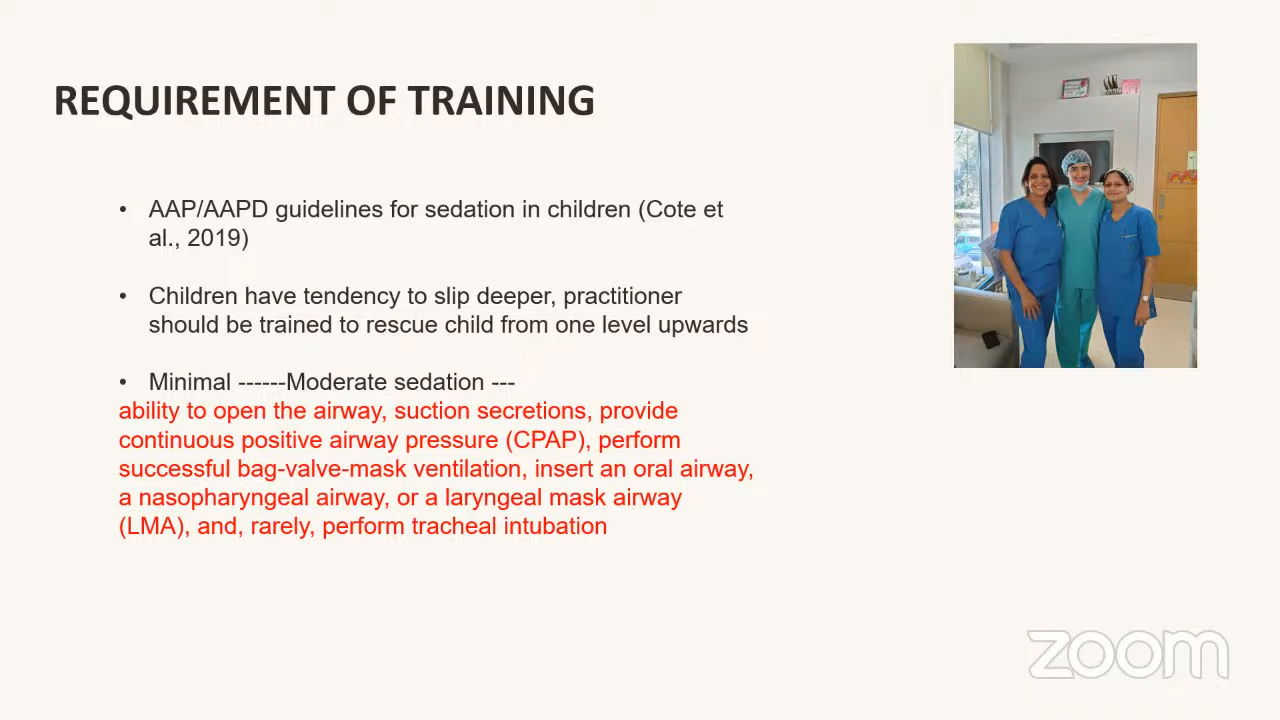 REQUIREMENT OF TRAINING
• AAP/AAPD guidelines for sedation in children (Cote et
al., 2019)
• Children have tendency to slip deeper, practitioner
should be trained to rescue child from one level upwards
• Minimal ------Moderate sedation ---
ability to open the airway, suction secretions, provide
continuous positive airway pressure (CPAP), perform
successful bag-valve-mask ventilation, insert an oral airway,
a nasopharyngeal airway, or a laryngeal mask airway
(LMA), and, rarely, perform tracheal intubation
zoom